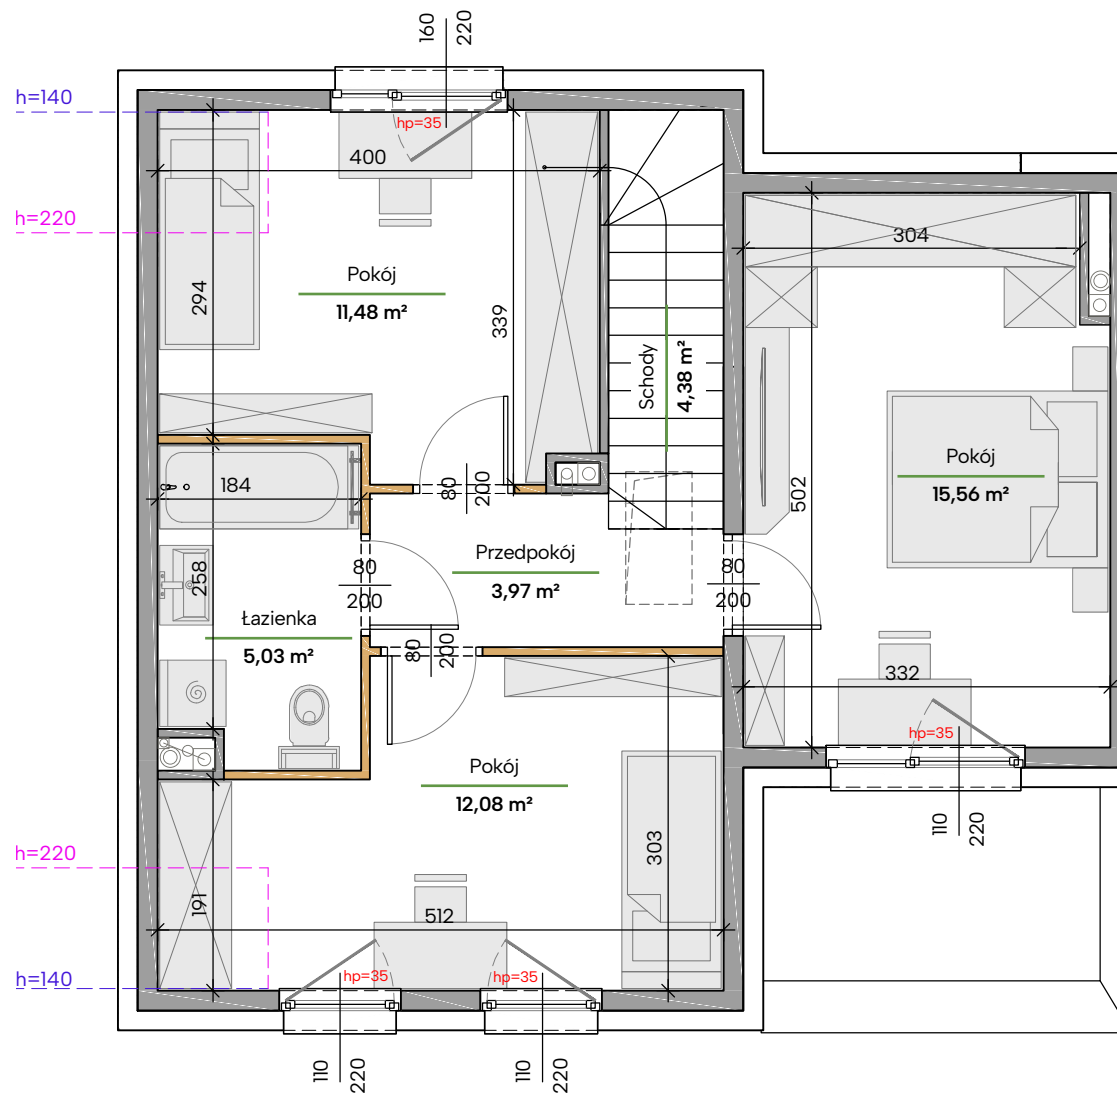 160
220
h=140
hp=35
400
h=220
304
Pokój
11,48 m²
294
339
Schody
4,38 m²
Pokój
15,56 m²
184
80
200
502
Przedpokój
3,97 m²
258
80
200
80
200
Łazienka
5,03 m²
80
200
332
hp=35
Pokój
12,08 m²
110
220
303
h=220
191
512
h=140
hp=35
hp=35
110
220
110
220